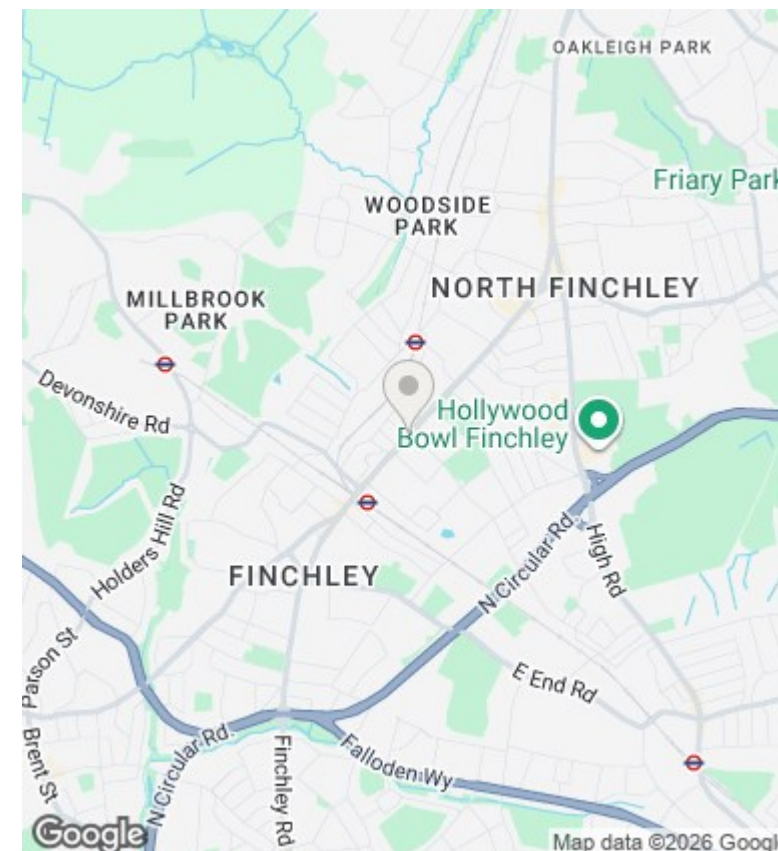 OAKLEIGH PARK
Friary Park
WOODSIDE
PARK
NORTH FINCHLEY
MILLBROOK
PARK
Devonshire Rd
Hollywood
Bowl Finchley
Holders Hill Rd
N Circular Rd
High Rd
FINCHLEY
Parson St
E End Rd
Brent St
N Circular Rd.
Finchley Rd
Falloden Wy
Google
Map data ©2026 Google